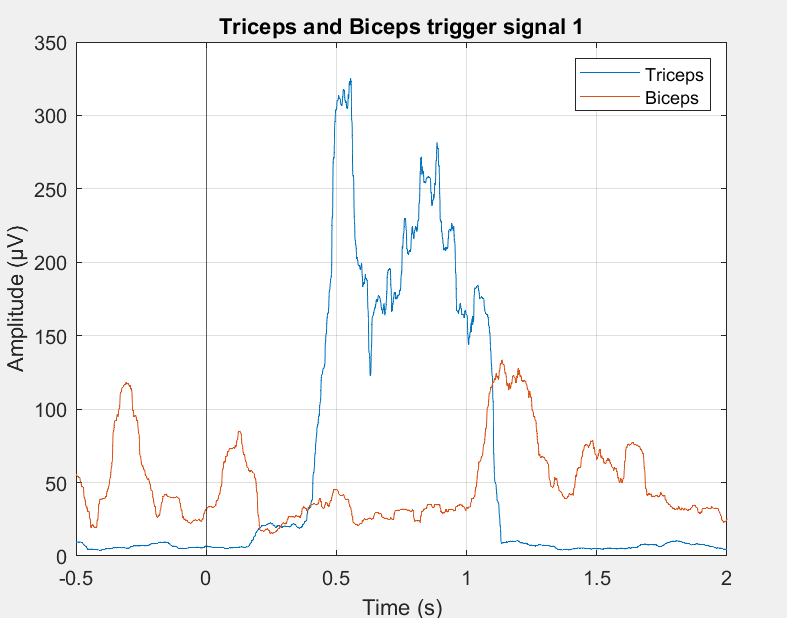 Triceps and Biceps trigger signal 1
350
300
250
200
150
100
50
0
Amplitude (µV)
Triceps
Biceps
-0.5
0
0.5
1
1.5
2
Time (s)